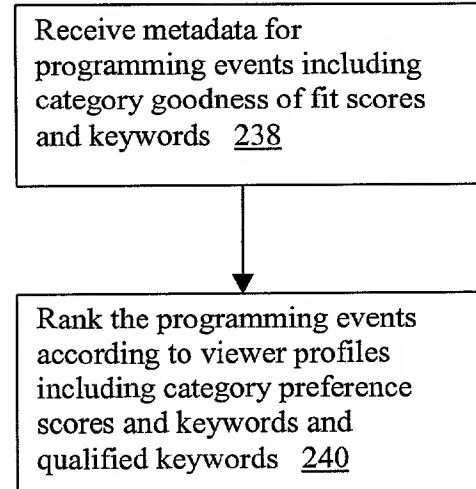 Receive metadata for
programming events including
category goodness of fit scores
and keywords 238
Rank the programming events
according to viewer profiles
including category preference
scores and keywords and
qualified keywords 240